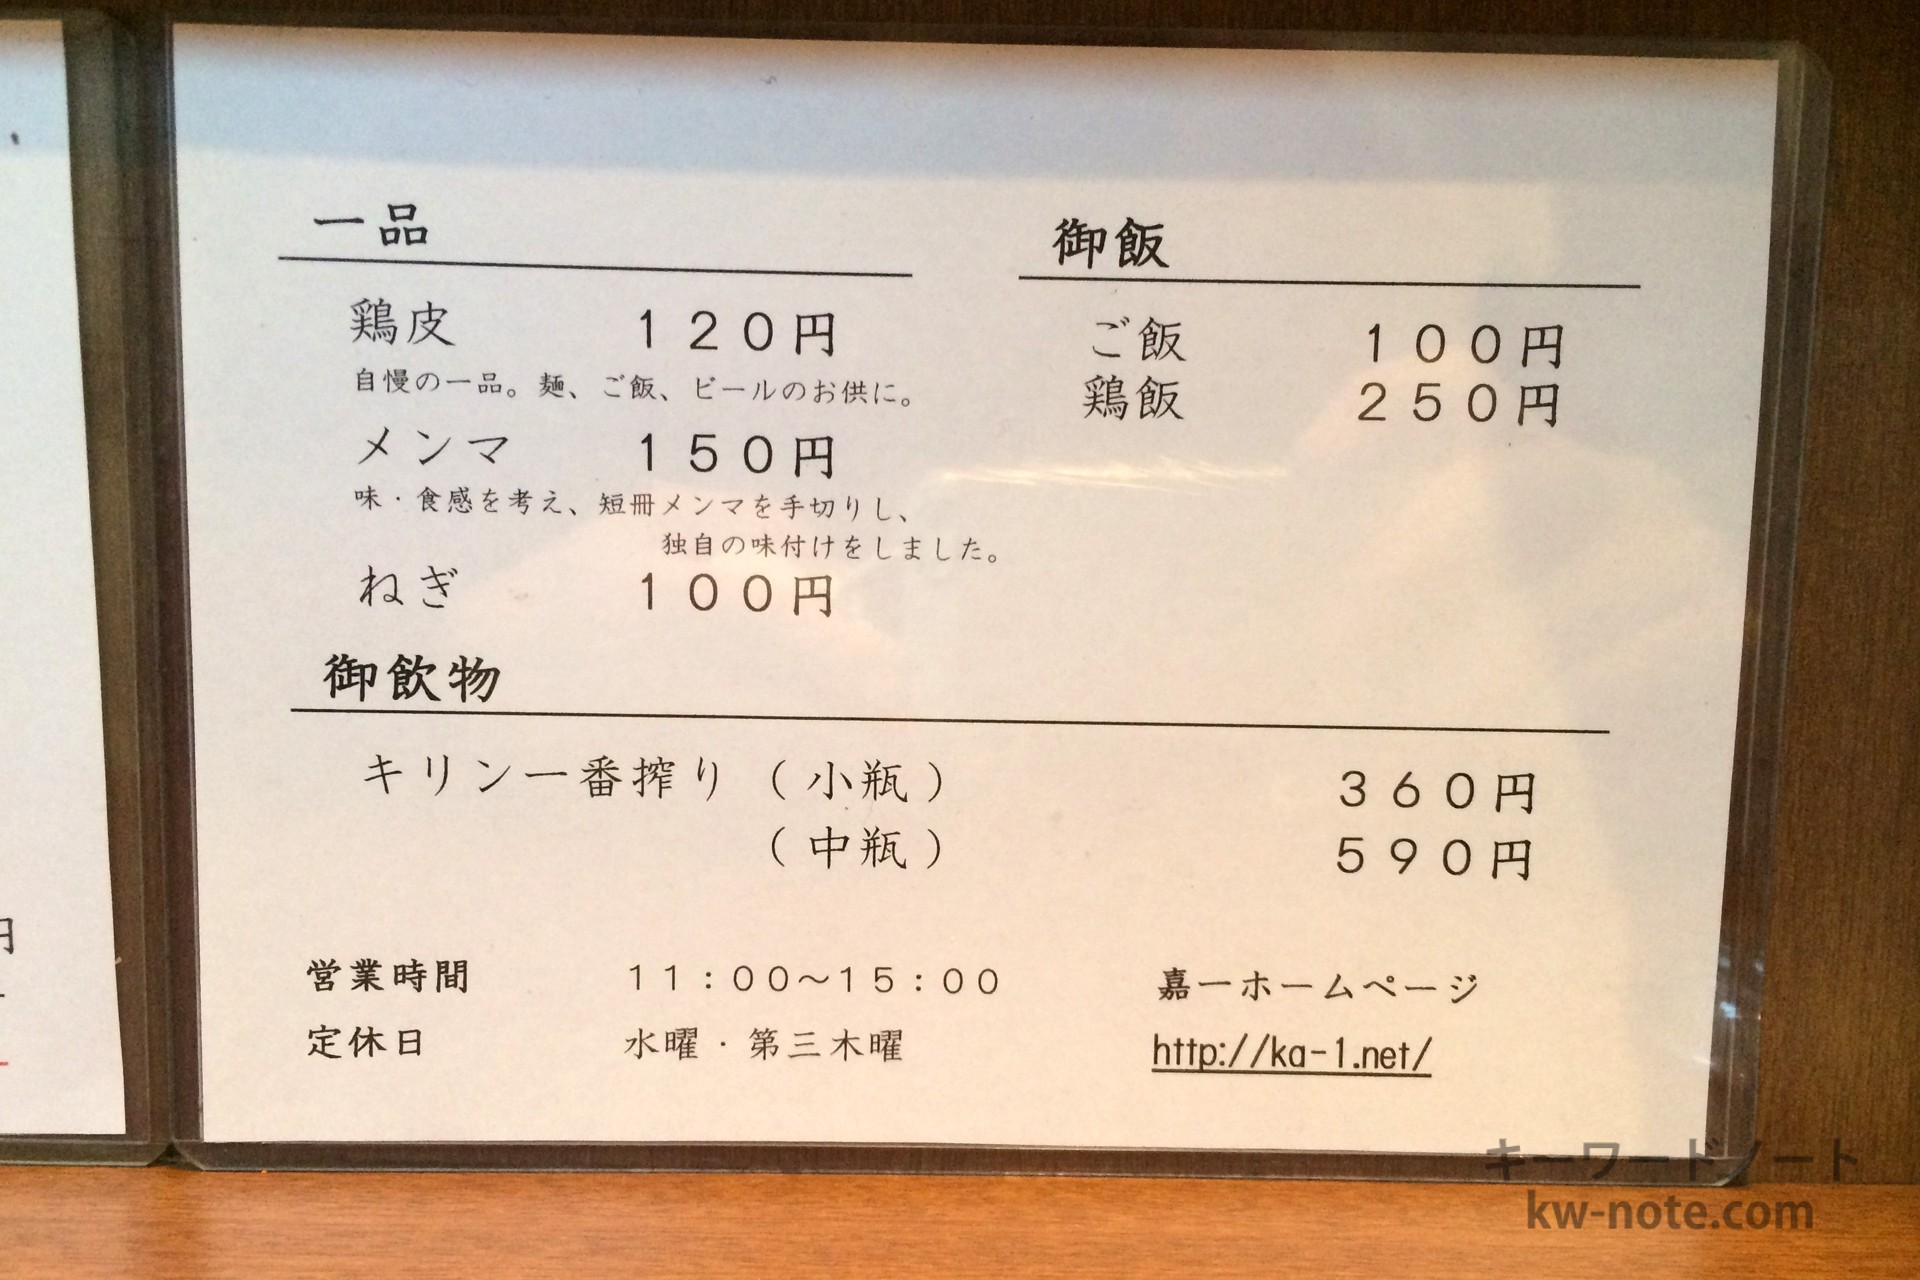 一品
鶏皮 120円
自慢の一品。麺、ご飯、ビールのお供に。
メンマ 150円
味・食感を考え、短冊メンマを手切りし、
独自の味付けをしました。
ねぎ 100円
御飯
ご飯 100円
鶏飯 250円
御飲物
キリン一番搾り(小瓶) 360円
(中瓶) 590円
営業時間 11:00~15:00
定休日 水曜・第三木曜
嘉一ホームページ
http://ka-1.net/
円
キーワードノート
kw-note.com